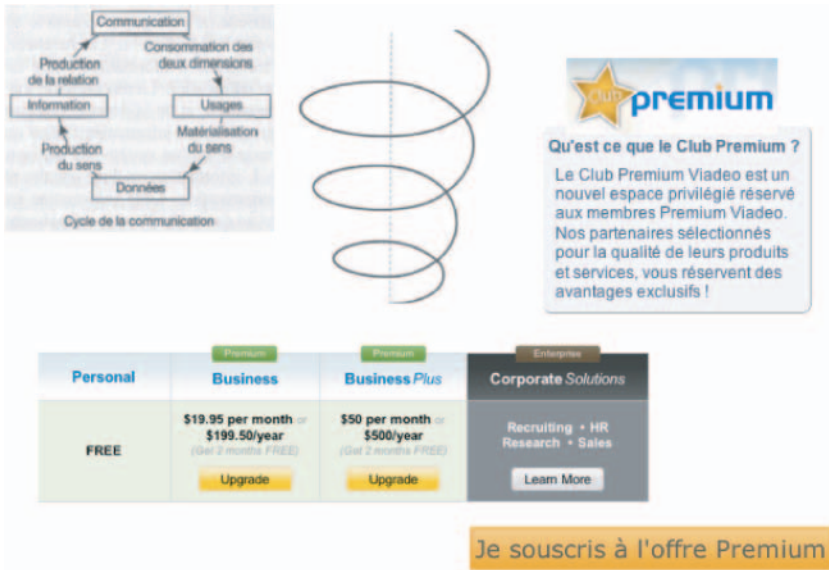 Communication
Production
de la relation
Consommation des
deux dimensions
Information
Usages
Production
du sens
Matérialisation
du sens
Données
Cycle de la communication
Club premium
Qu'est ce que le Club Premium ?
Le Club Premium Viadeo est un
nouvel espace privilégié réservé
aux membres Premium Viadeo.
Nos partenaires sélectionnés
pour la qualité de leurs produits
et services, vous réservent des
avantages exclusifs !
Premium
Premium
Enterprise
Personal
Business
Business Plus
Corporate Solutions
FREE
$19.95 per month or
$199.50/year
(Get 2 months FREE)
Upgrade
$50 per month or
$500/year
(Get 2 months FREE)
Upgrade
Recruiting • HR
Research • Sales
Learn More
Je souscris à l'offre Premium